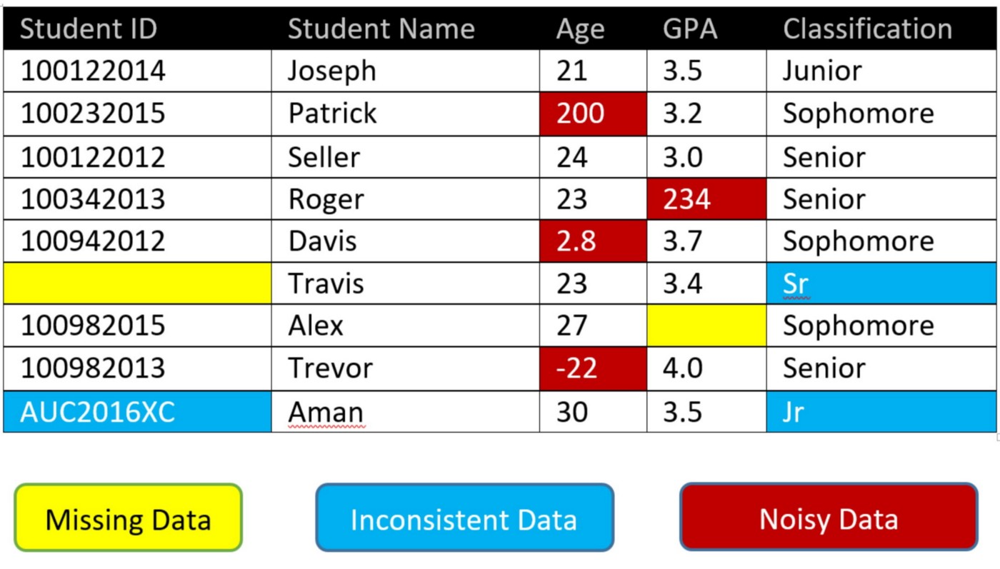 Student ID Student Name Age GPA Classification
100122014 Joseph 21 3.5 Junior
100232015 Patrick 200 3.2 Sophomore
100122012 Seller 24 3.0 Senior
100342013 Roger 23 234 Senior
100942012 Davis 2.8 3.7 Sophomore
Travis 23 3.4 Sr
100982015 Alex 27 Sophomore
100982013 Trevor -22 4.0 Senior
AUC2016XC Aman 30 3.5 Jr
Missing Data Inconsistent Data Noisy Data